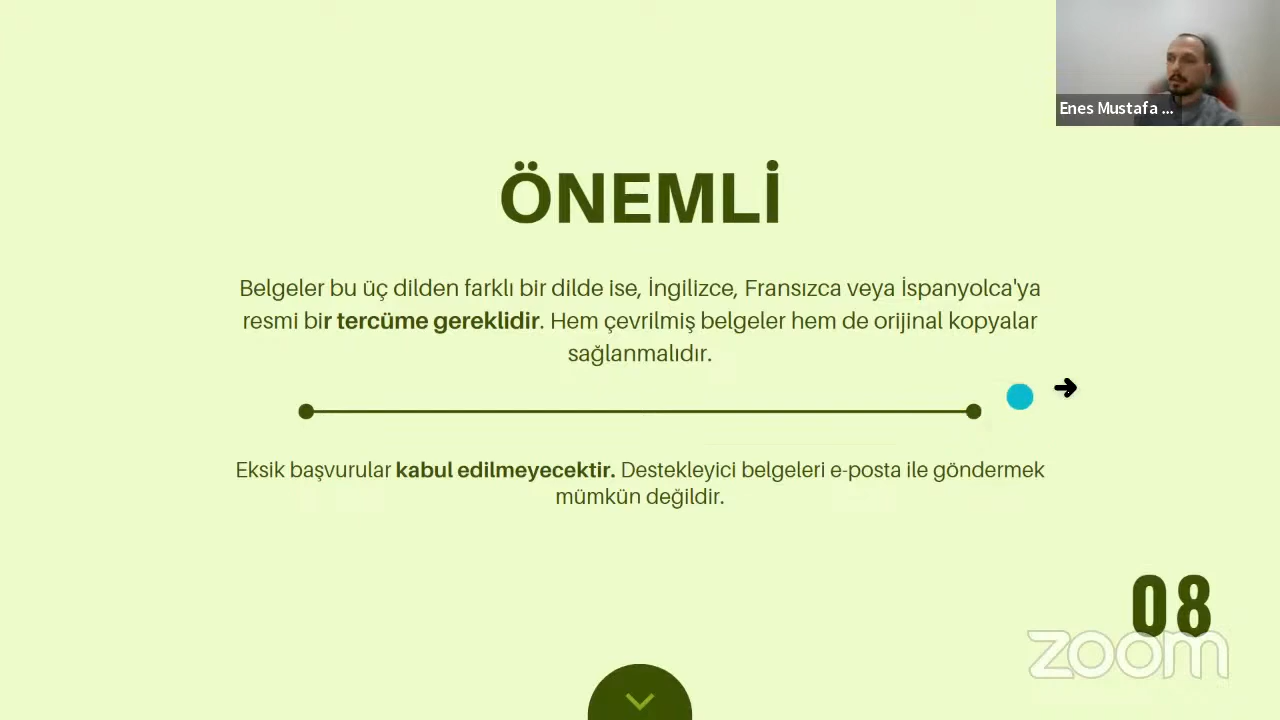 Enes Mustafa ...
ÖNEMLİ
Belgeler bu üç dilden farklı bir dilde ise, İngilizce, Fransızca veya İspanyolca'ya
resmi bir tercüme gereklidir. Hem çevrilmiş belgeler hem de orijinal kopyalar
sağlanmalıdır.
Eksik başvurular kabul edilmeyecektir. Destekleyici belgeleri e-posta ile göndermek
mümkün değildir.
08
zoom